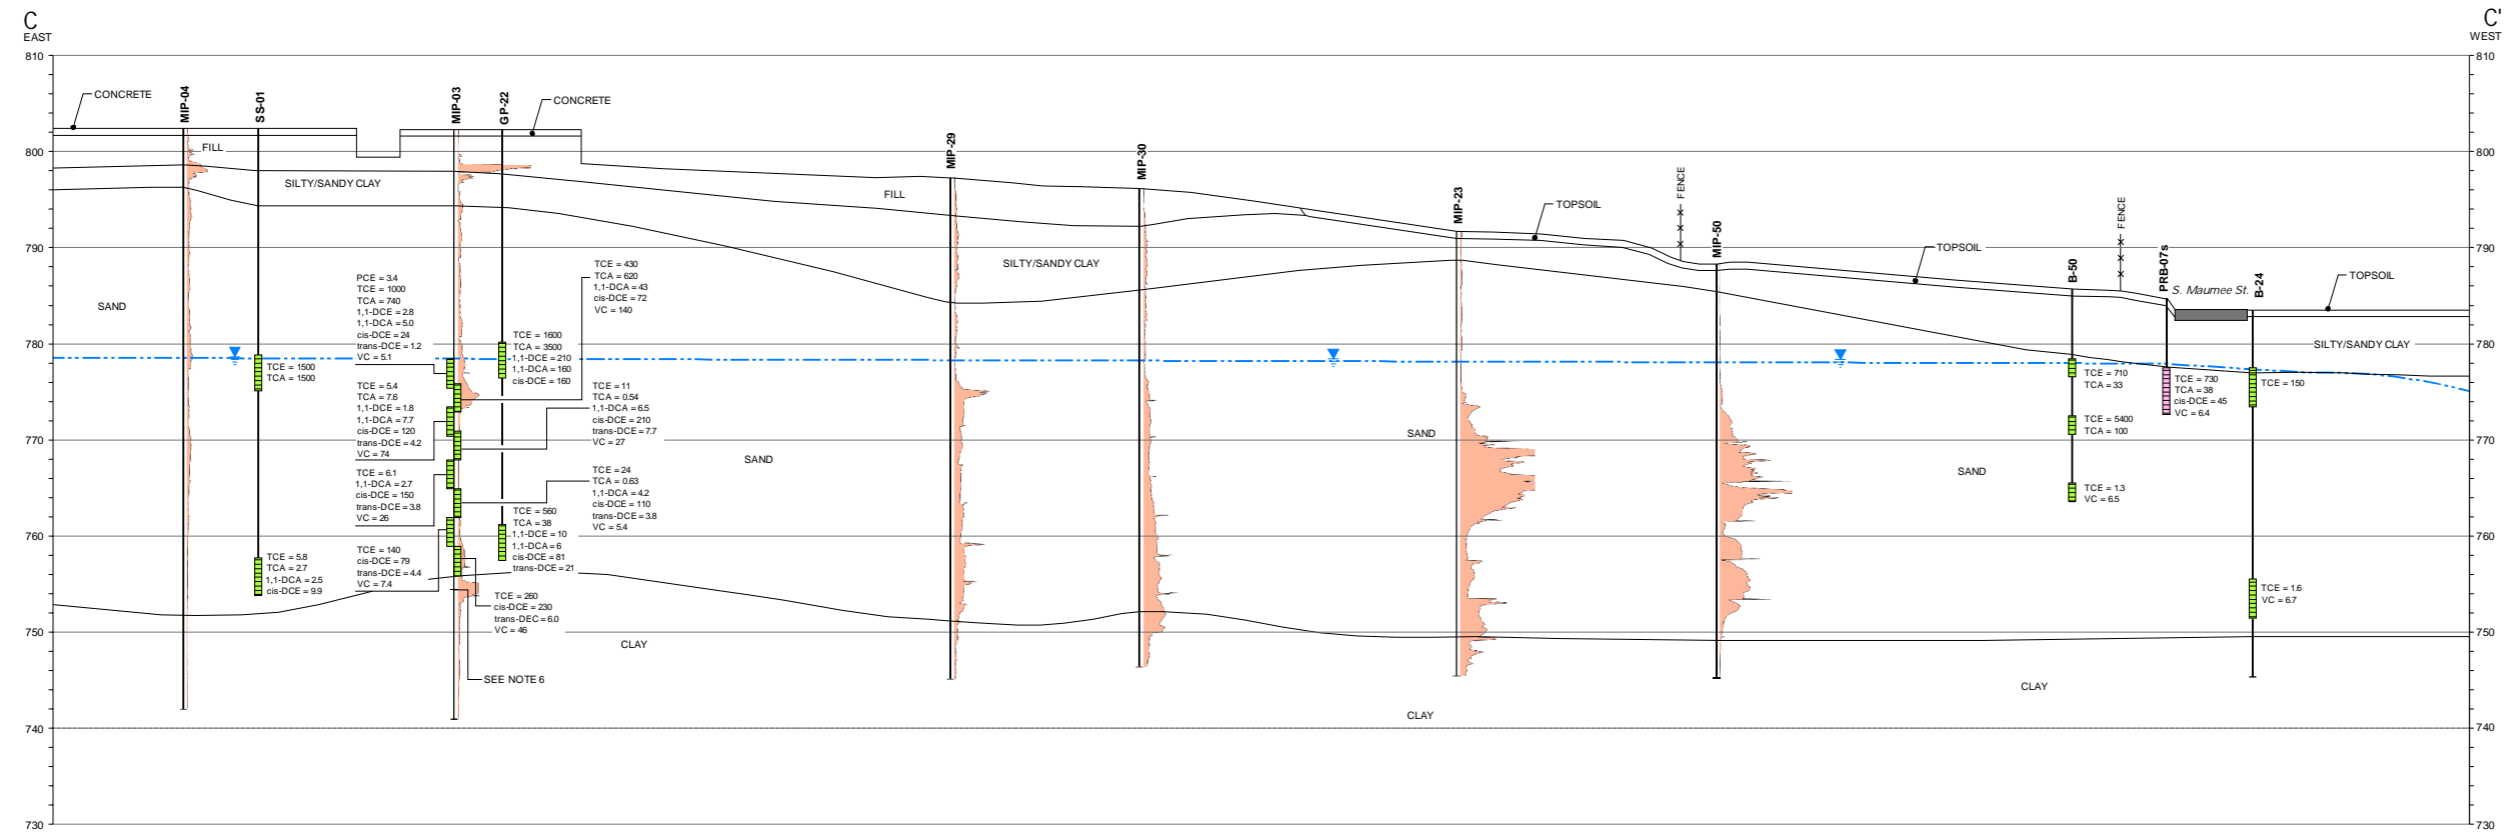 C
EAST
C'
WEST
810
800
790
780
770
760
750
740
730
810
800
790
780
770
760
750
740
730
CONCRETE
MIP-04
SS-01
MIP-03
GP-22
CONCRETE
MIP-29
MIP-30
MIP-23
TOPSOIL
FENCE
MIP-50
TOPSOIL
B-50
FENCE
PRB-07s
S. Maumee St.
B-24
TOPSOIL
FILL
SILTY/SANDY CLAY
FILL
SILTY/SANDY CLAY
SILTY/SANDY CLAY
SAND
SAND
SAND
SAND
CLAY
CLAY
CLAY
SEE NOTE 6
TCE = 1500
TCA = 1500
TCE = 5.8
TCA = 2.7
1,1-DCA = 2.5
cis-DCE = 9.9
PCE = 3.4
TCE = 1000
TCA = 740
1,1-DCE = 2.8
1,1-DCA = 5.0
cis-DCE = 24
trans-DCE = 1.2
VC = 5.1
TCE = 5.4
TCA = 7.6
1,1-DCE = 1.8
1,1-DCA = 7.7
cis-DCE = 120
trans-DCE = 4.2
VC = 74
TCE = 6.1
1,1-DCA = 2.7
cis-DCE = 150
trans-DCE = 3.8
VC = 26
TCE = 140
cis-DCE = 79
trans-DCE = 4.4
VC = 7.4
TCE = 430
TCA = 620
1,1-DCA = 43
cis-DCE = 72
VC = 140
TCE = 1600
TCA = 3500
1,1-DCE = 210
1,1-DCA = 160
cis-DCE = 160
TCE = 11
TCA = 0.54
1,1-DCA = 6.5
cis-DCE = 210
trans-DCE = 7.7
VC = 27
TCE = 24
TCA = 0.63
1,1-DCA = 4.2
cis-DCE = 110
trans-DCE = 3.8
VC = 5.4
TCE = 560
TCA = 38
1,1-DCE = 10
1,1-DCA = 6
cis-DCE = 81
trans-DCE = 21
TCE = 260
cis-DCE = 230
trans-DEC = 6.0
VC = 46
TCE = 710
TCA = 33
TCE = 5400
TCA = 100
TCE = 1.3
VC = 6.5
TCE = 730
TCA = 38
cis-DCE = 45
VC = 6.4
TCE = 150
TCE = 1.6
VC = 6.7